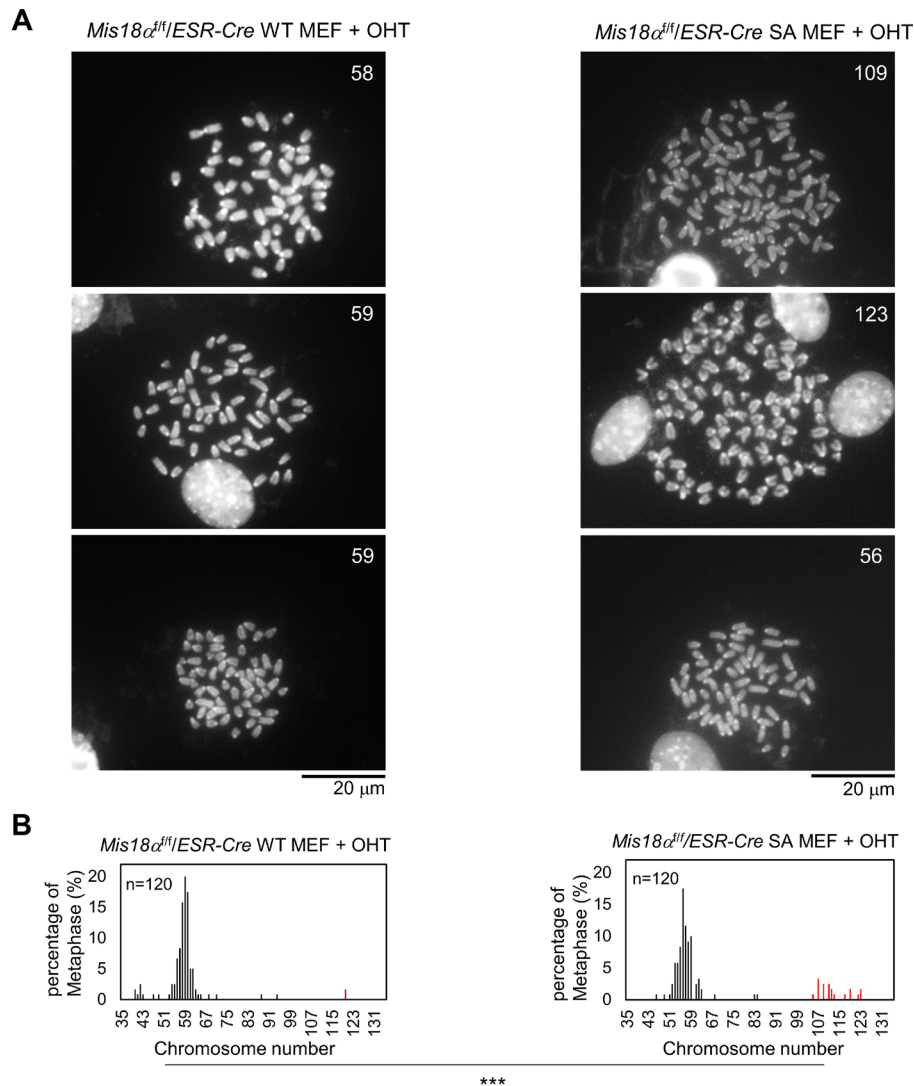 A
Mis18α^f/f/ESR-Cre WT MEF + OHT
Mis18α^f/f/ESR-Cre SA MEF + OHT
58
109
59
123
59
56
20 μm
20 μm
B
Mis18α^f/f/ESR-Cre WT MEF + OHT
Mis18α^f/f/ESR-Cre SA MEF + OHT
percentage of
Metaphase (%)
20
15
10
5
0
n=120
35 43 51 59 67 75 83 91 99 107 115 123 131
Chromosome number
percentage of
Metaphase (%)
20
15
10
5
0
n=120
35 43 51 59 67 75 83 91 99 107 115 123 131
Chromosome number
***